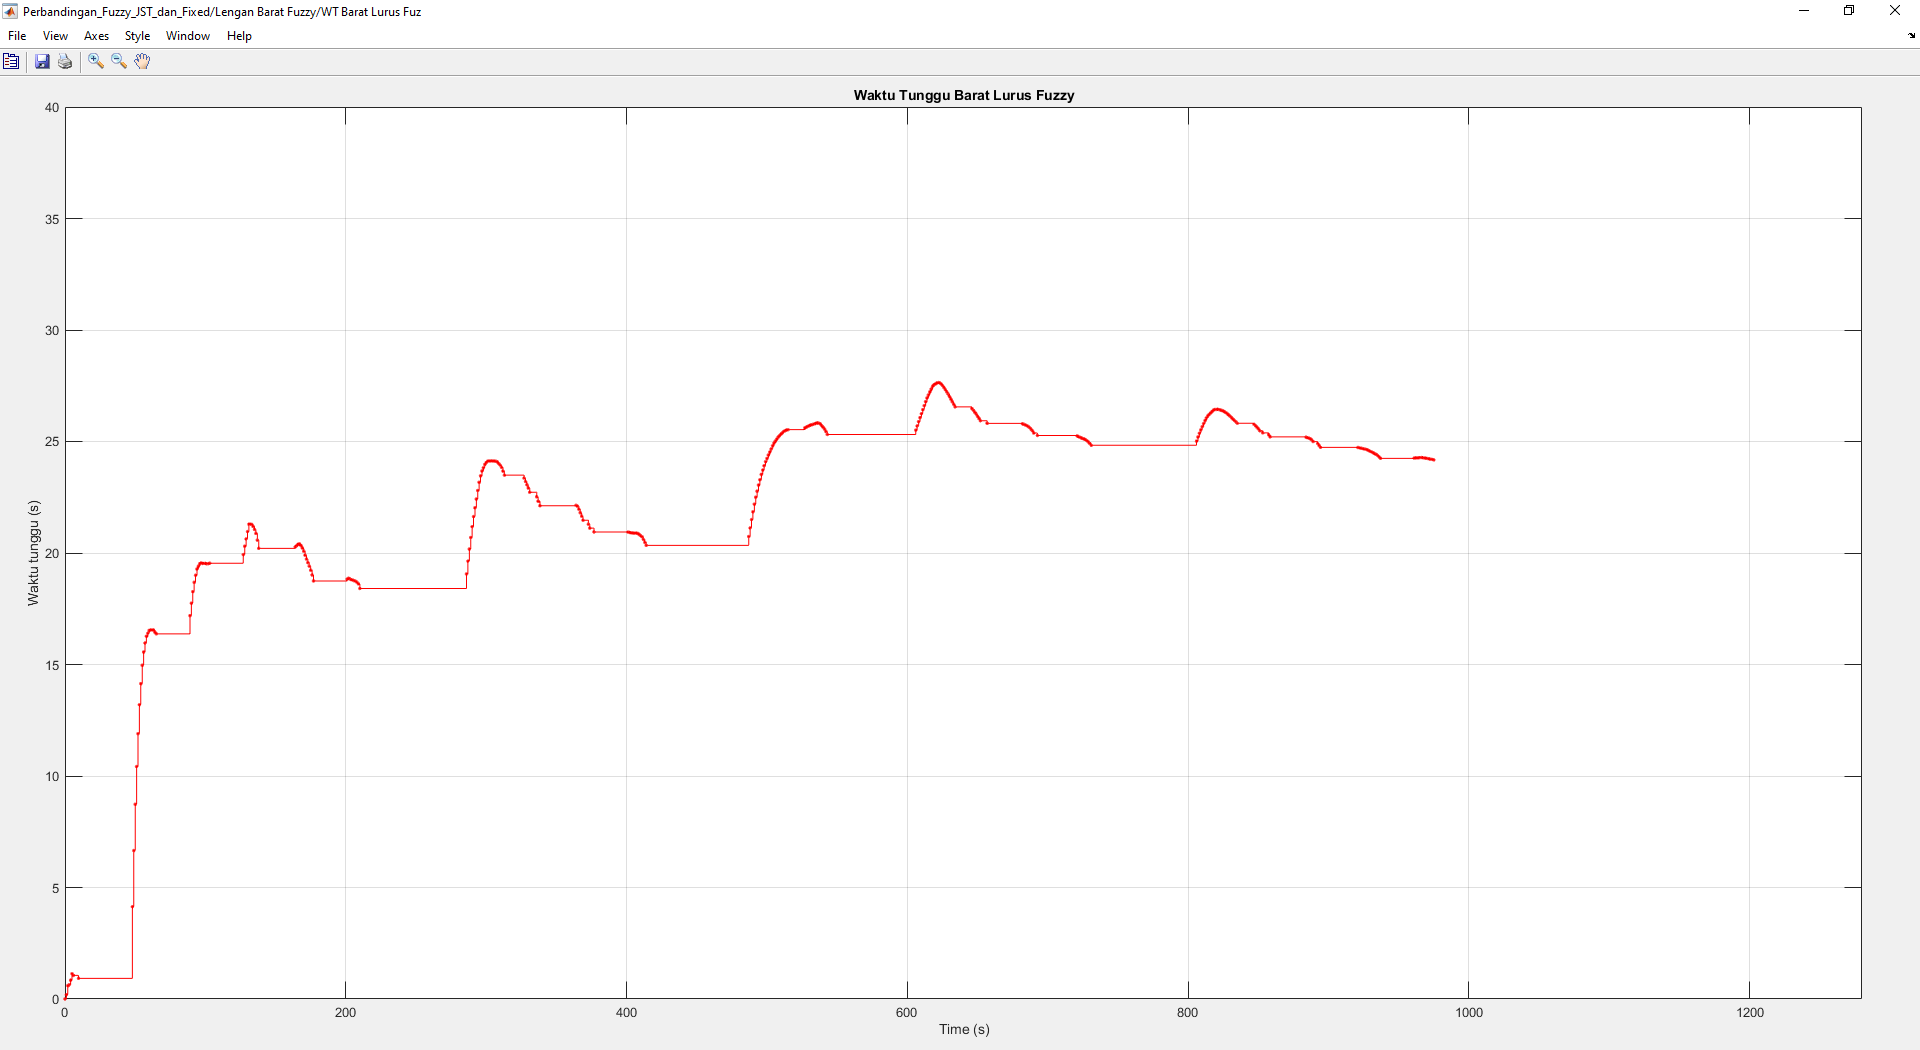 Perbandingan_Fuzzy_JST_dan_Fixed/Lengan Barat Fuzzy/WT Barat Lurus Fuz
File View Axes Style Window Help
Waktu Tunggu Barat Lurus Fuzzy
40
35
30
25
20
15
10
5
0
Waktu tunggu (s)
0 200 400 600 800 1000 1200
Time (s)